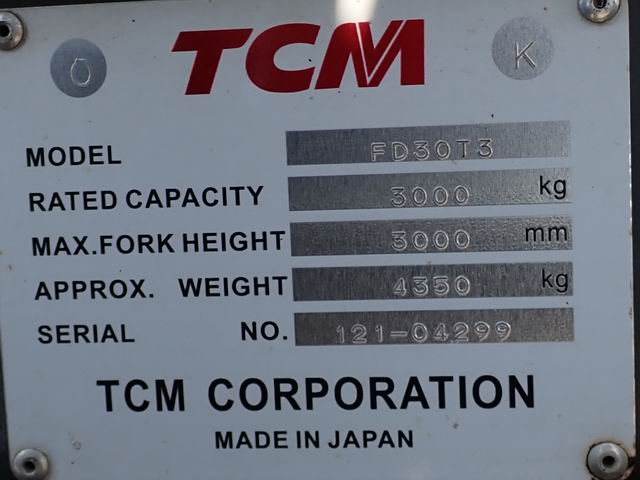 O TCM K
MODEL FD30T3
RATED CAPACITY 3000 kg
MAX.FORK HEIGHT 3000 mm
APPROX. WEIGHT 4350 kg
SERIAL NO. 121-04299
TCM CORPORATION
MADE IN JAPAN